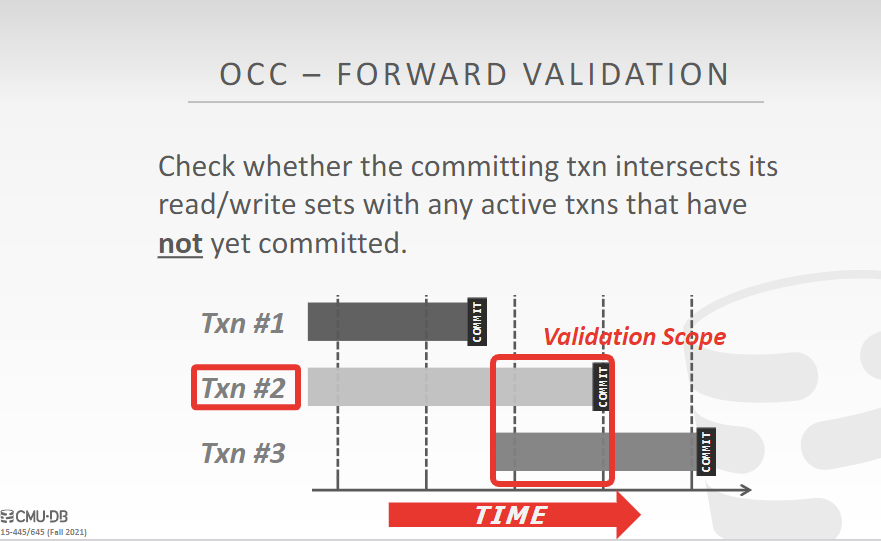 OCC – FORWARD VALIDATION
Check whether the committing txn intersects its
read/write sets with any active txns that have
not yet committed.
Txn #1
COMMIT
Validation Scope
Txn #2
COMMIT
Txn #3
COMMIT
TIME
CMU·DB
15-445/645 (Fall 2021)